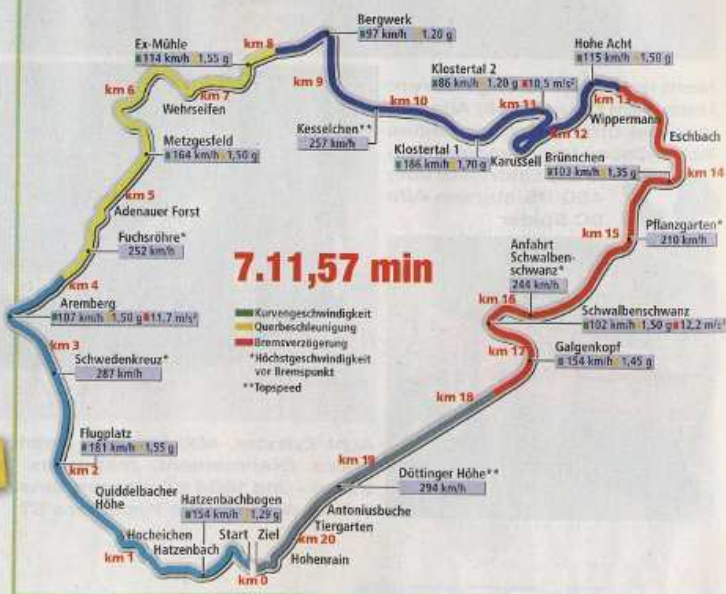 Bergwerk
97 km/h 1,20 g
Ex-Mühle
114 km/h 1,55 g
km 8
Hohe Acht
115 km/h 1,50 g
Klostertal 2
86 km/h 1,20 g 10,5 m/s²
km 6
km 7
Wehrseifen
km 9
km 10
km 11
km 13
Wippermann
km 12
Eschbach
Kesselchen**
257 km/h
Metzgesfeld
164 km/h 1,50 g
Klostertal 1
186 km/h 1,70 g
Karussell
Brünnchen
103 km/h 1,35 g
km 14
km 5
Adenauer Forst
Fuchsröhre*
252 km/h
km 15
Pflanzgarten*
210 km/h
Anfahrt
Schwalben-
schwanz*
244 km/h
7.11,57 min
km 4
Aremberg
107 km/h 1,50 g 11,7 m/s²
Kurvengeschwindigkeit
Querbeschleunigung
Bremsverzögerung
*Höchstgeschwindigkeit
vor Bremspunkt
**Topspeed
km 16
Schwalbenschwanz
102 km/h 1,50 g 12,2 m/s²
km 3
Schwedenkreuz*
287 km/h
km 17
Galgenkopf
154 km/h 1,45 g
km 18
Flugplatz
181 km/h 1,55 g
km 2
km 19
Döttinger Höhe**
294 km/h
Quiddelbacher
Höhe
Hatzenbachbogen
154 km/h 1,29 g
Antoniusbuche
Tiergarten
Hocheichen
Hatzenbach
Start Ziel
km 20
km 1
Hohenrain
km 0